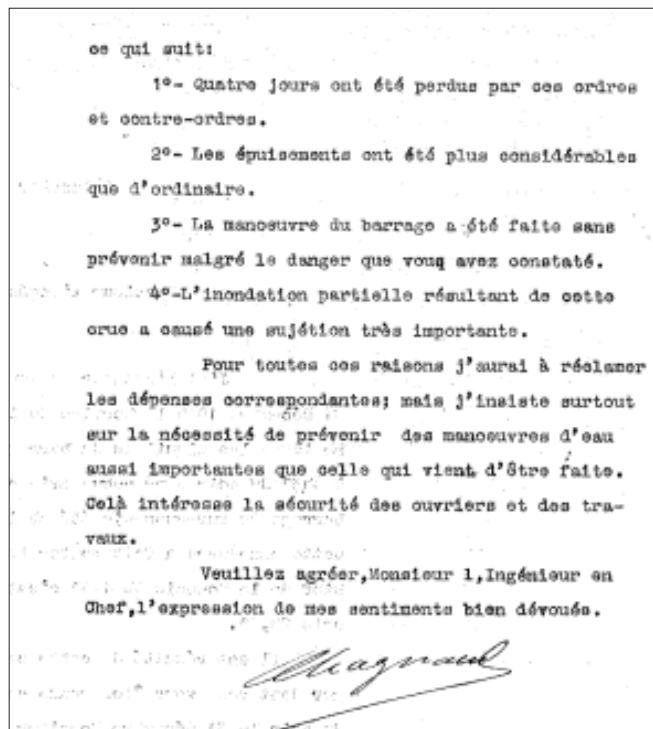 ce qui suit:
1°- Quatre jours ont été perdus par ces ordres
et contre-ordres.
2°- Les épuisements ont été plus considérables
que d'ordinaire.
3°- La manoeuvre du barrage a été faite sans
prévenir malgré le danger que vouq avez constaté.
4°-L'inondation partielle résultant de cette
crue a causé une sujétion très importante.
Pour toutes ces raisons j'aurai à réclamer
les dépenses correspondantes; mais j'insiste surtout
sur la nécessité de prévenir des manoeuvres d'eau
aussi importantes que celle qui vient d'être faite.
Celà intéresse la sécurité des ouvriers et des tra-
vaux.
Veuillez agréer,Monsieur l,Ingénieur en
Chef,l'expression de mes sentiments bien dévoués.
Chagnaud